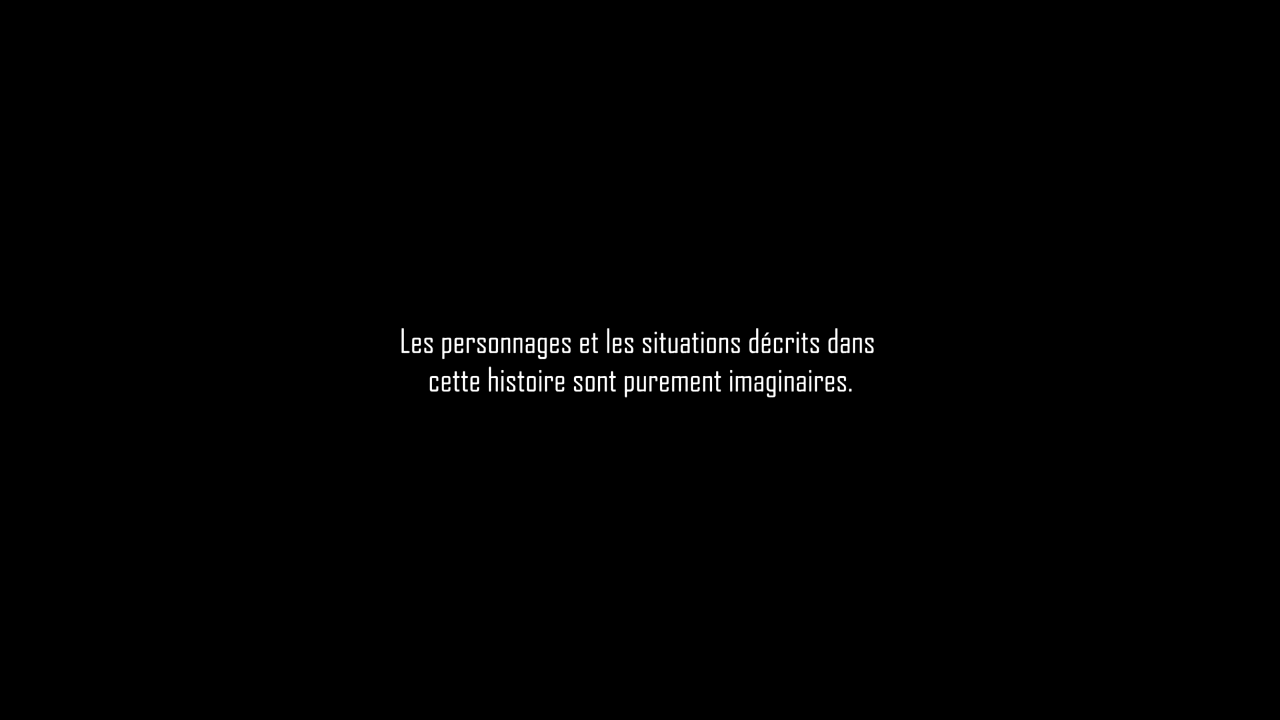 Les personnages et les situations décrits dans
cette histoire sont purement imaginaires.